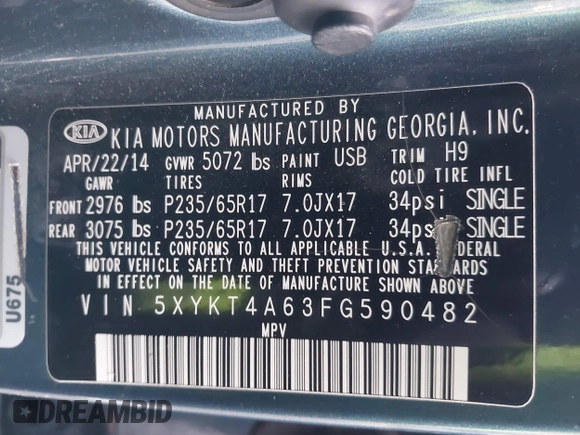 MANUFACTURED BY
KIA KIA MOTORS MANUFACTURING GEORGIA, INC.
APR/22/14 GVWR 5072 lbs PAINT USB TRIM H9
GAWR TIRES RIMS COLD TIRE INFL
FRONT 2976 lbs P235/65R17 7.0JX17 34psi SINGLE
REAR 3075 lbs P235/65R17 7.0JX17 34psi SINGLE
THIS VEHICLE CONFORMS TO ALL APPLICABLE U.S.A. FEDERAL
MOTOR VEHICLE SAFETY AND THEFT PREVENTION STANDARDS
IN EFFECT ON THE DATE OF MANUFACTURE SHOWN ABOVE.
VIN 5XYKT4A63FG590482
MPV
U675
DREAMBID